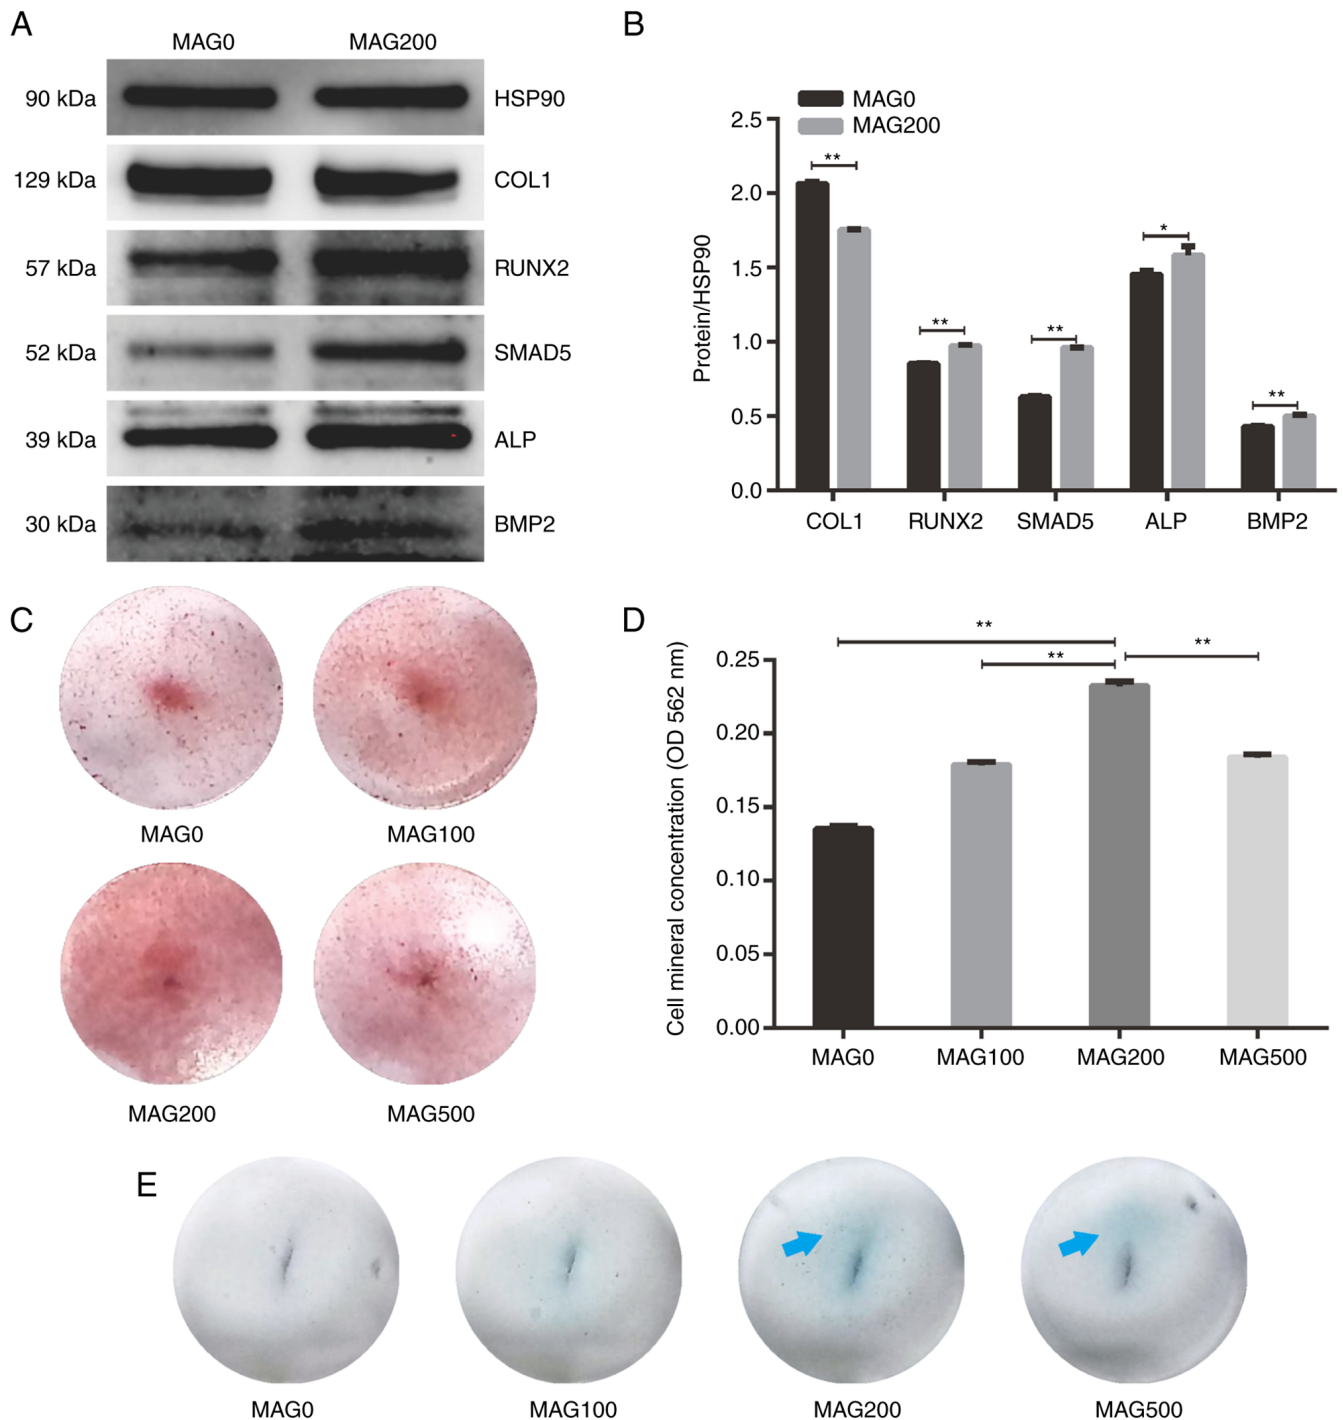 A
MAG0 MAG200
90 kDa HSP90
129 kDa COL1
57 kDa RUNX2
52 kDa SMAD5
39 kDa ALP
30 kDa BMP2
B
MAG0
MAG200
Protein/HSP90
2.5
2.0
1.5
1.0
0.5
0.0
**
**
**
*
**
COL1 RUNX2 SMAD5 ALP BMP2
C
MAG0 MAG100
MAG200 MAG500
D
Cell mineral concentration (OD 562 nm)
0.25
0.20
0.15
0.10
0.05
0.00
**
**
**
MAG0 MAG100 MAG200 MAG500
E
MAG0 MAG100 MAG200 MAG500